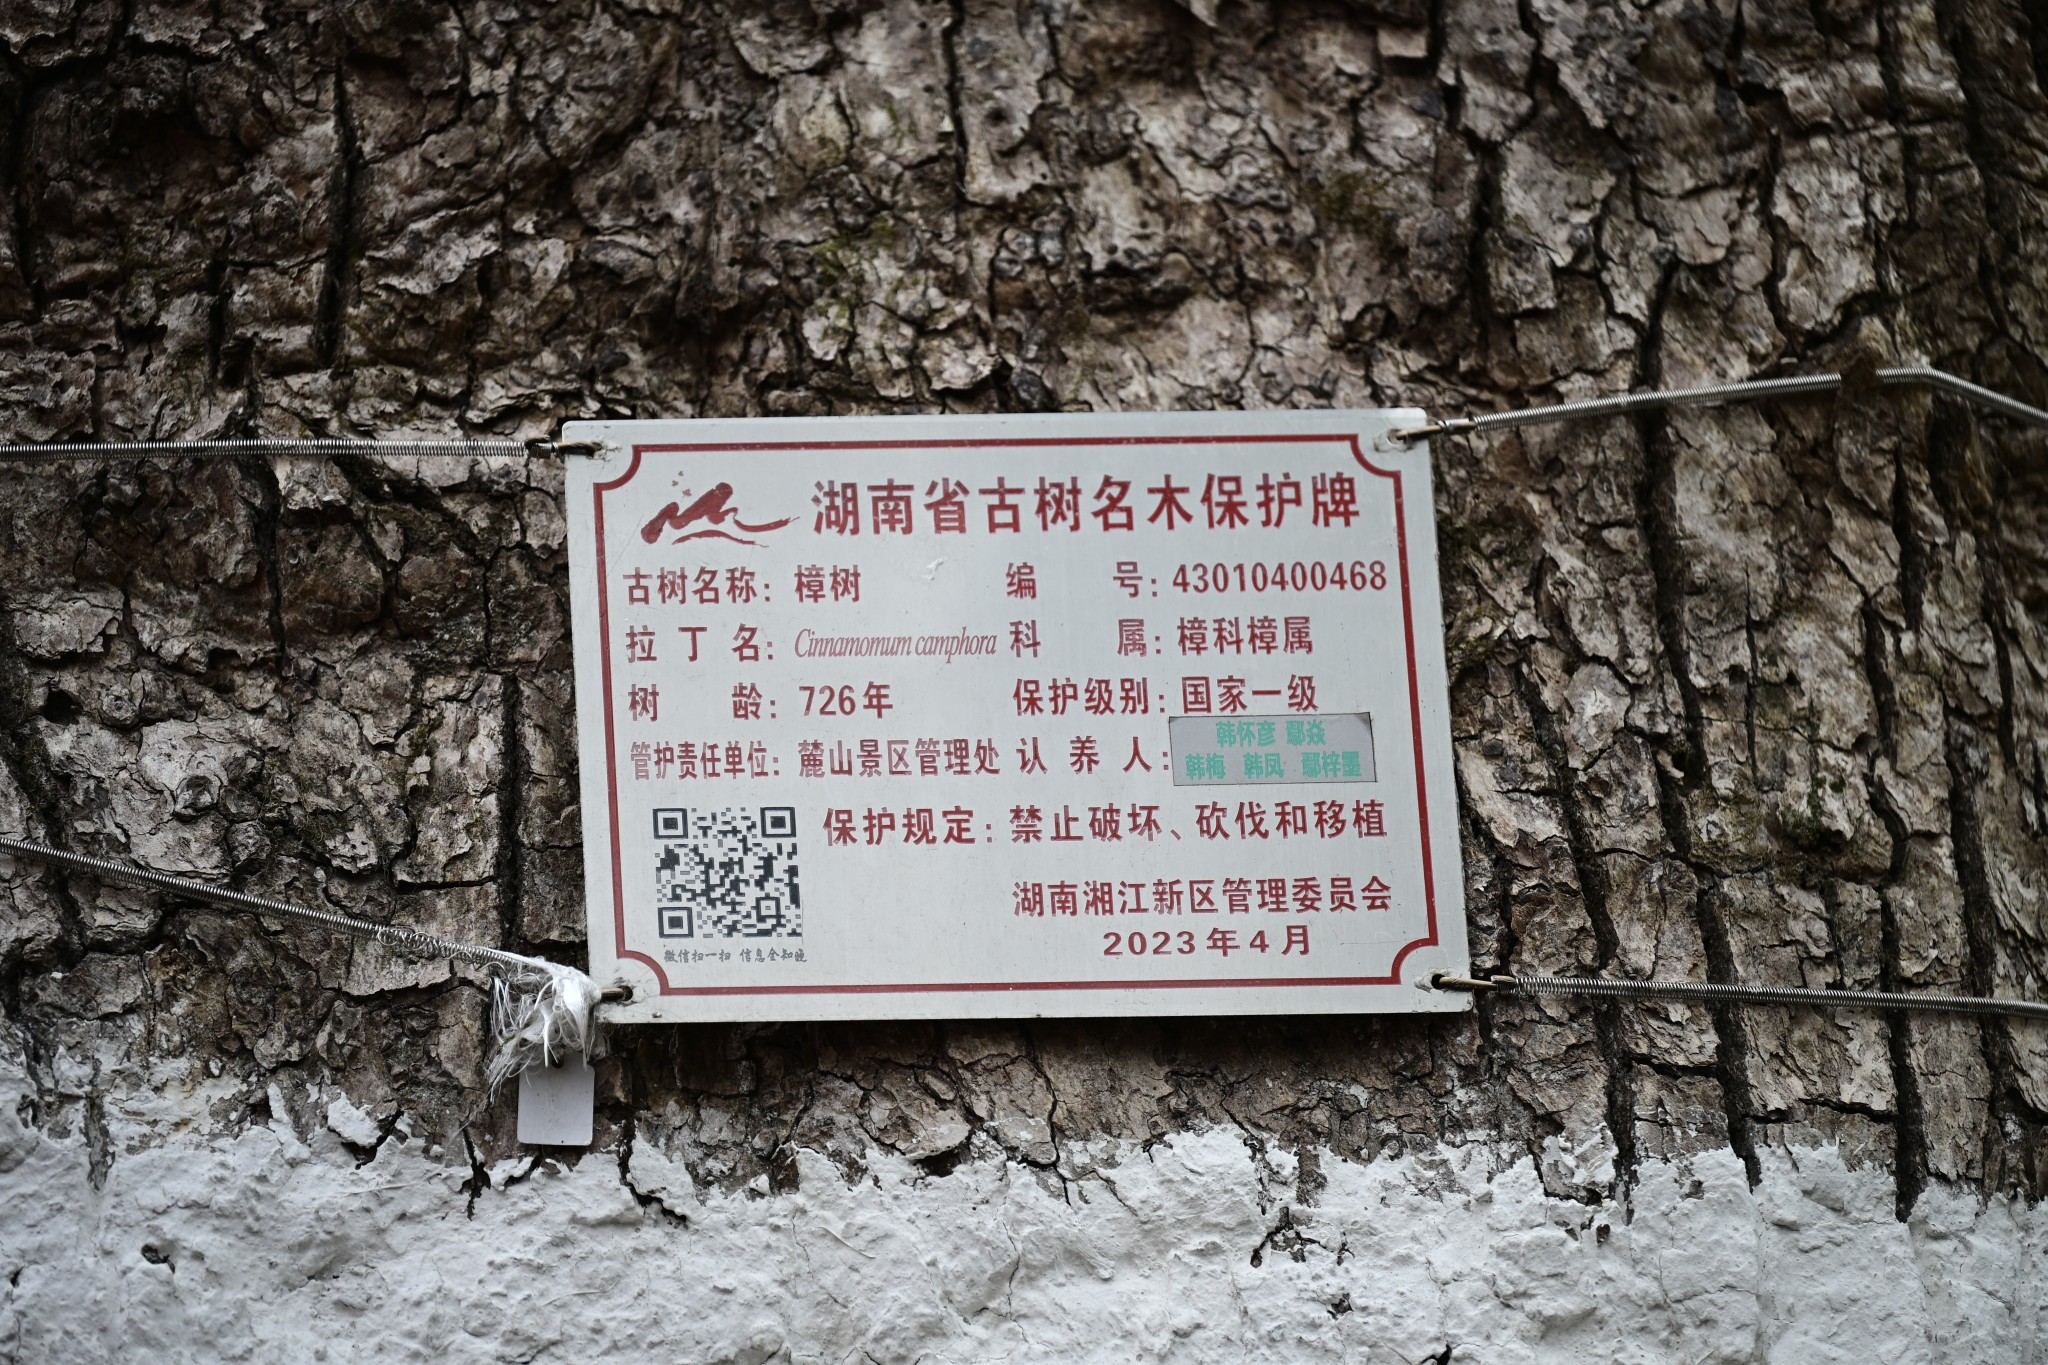 湖南省古树名木保护牌
古树名称：樟树 编号：43010400468
拉丁名：Cinnamomum camphora 科属：樟科樟属
树龄：726年 保护级别：国家一级
管护责任单位：麓山景区管理处 认养人：韩怀彦 鄢焱
韩梅 韩凤 鄢梓墨
保护规定：禁止破坏、砍伐和移植
湖南湘江新区管理委员会
2023年4月
微信扫一扫 信息全知晓